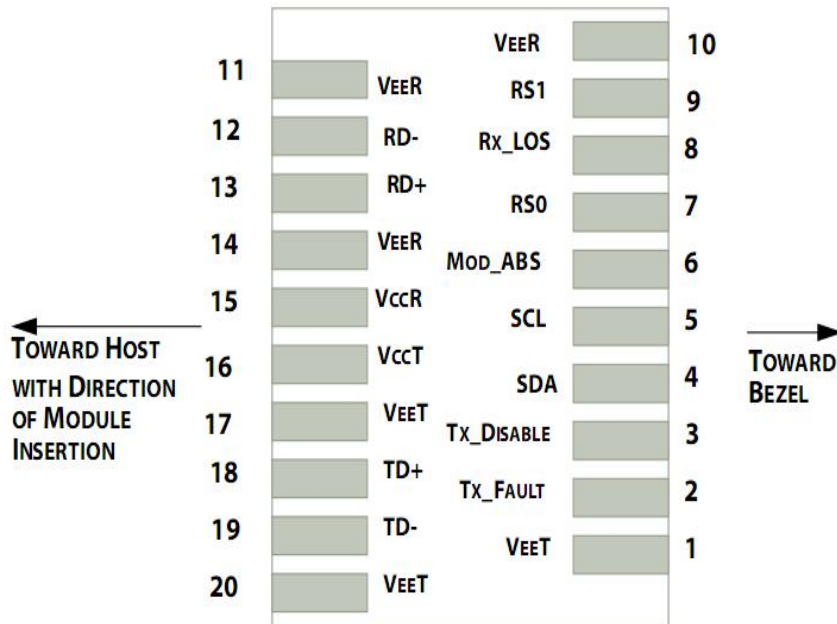 11 VEER
12 RD-
13 RD+
14 VEER
15 VCCR
16 VCCT
17 VEET
18 TD+
19 TD-
20 VEET
VEER 10
RS1 9
RX_LOS 8
RS0 7
MOD_ABS 6
SCL 5
SDA 4
TX_DISABLE 3
TX_FAULT 2
VEET 1
TOWARD HOST
WITH DIRECTION
OF MODULE
INSERTION
TOWARD
BEZEL